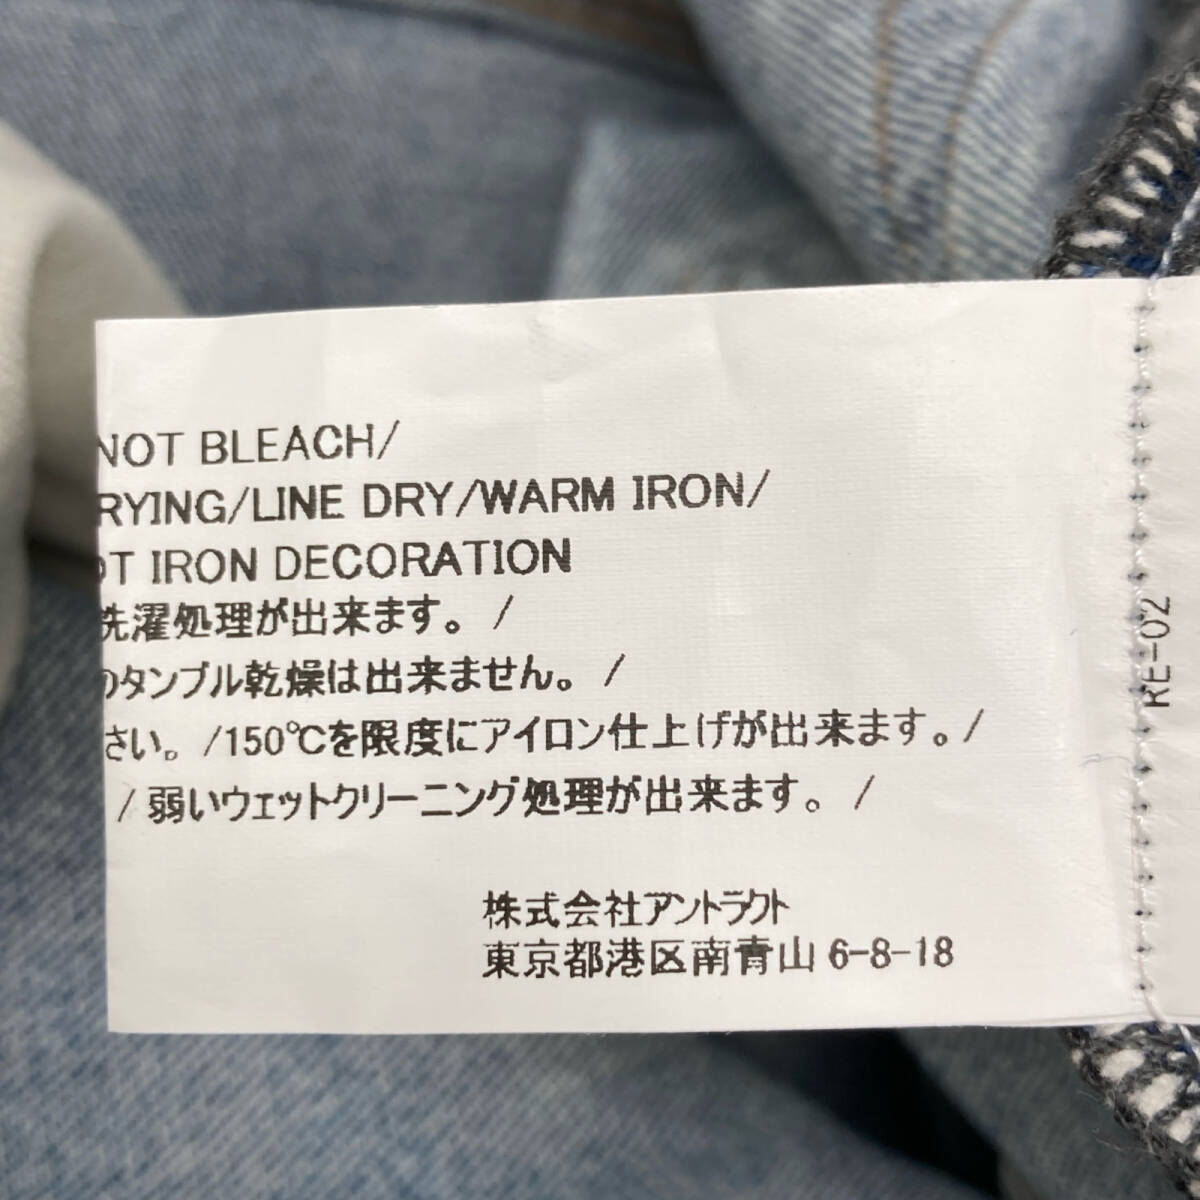 NOT BLEACH/
RYING/LINE DRY/WARM IRON/
OT IRON DECORATION
洗濯処理が出来ます。/
のタンブル乾燥は出来ません。/
さい。/150℃を限度にアイロン仕上げが出来ます。/
/弱いウェットクリーニング処理が出来ます。/
株式会社アントラクト
東京都港区南青山6-8-18
RE-02